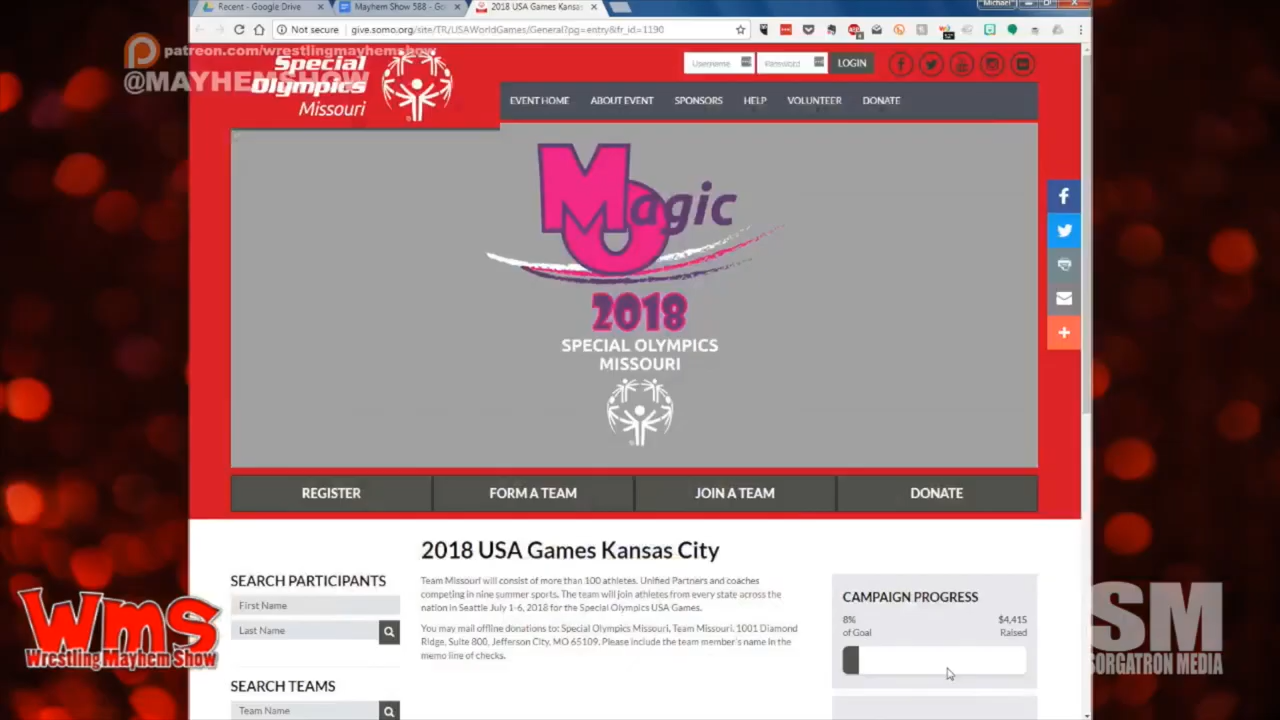 Recent - Google Drive
Mayhem Show 588 - Go
2018 USA Games Kansas
Michael
Not secure
give.somo.org/site/TR/USAWorldGames/General?pg=entry&fr_id=1190
patreon.com/wrestlingmayhemshow
@MAYHEMSHOW
Special
Olympics
Missouri
Username
Password
LOGIN
EVENT HOME
ABOUT EVENT
SPONSORS
HELP
VOLUNTEER
DONATE
MO
Magic
2018
SPECIAL OLYMPICS
MISSOURI
REGISTER
FORM A TEAM
JOIN A TEAM
DONATE
2018 USA Games Kansas City
SEARCH PARTICIPANTS
First Name
Last Name
SEARCH TEAMS
Team Name
Team Missouri will consist of more than 100 athletes. Unified Partners and coaches
competing in nine summer sports. The team will join athletes from every state across the
nation in Seattle July 1-6, 2018 for the Special Olympics USA Games.
You may mail offline donations to: Special Olympics Missouri, Team Missouri. 1001 Diamond
Ridge, Suite 800, Jefferson City, MO 65109. Please include the team member's name in the
memo line of checks.
CAMPAIGN PROGRESS
8%
of Goal
$4,415
Raised
Wms
Wrestling Mayhem Show
SM
SORGATRON MEDIA